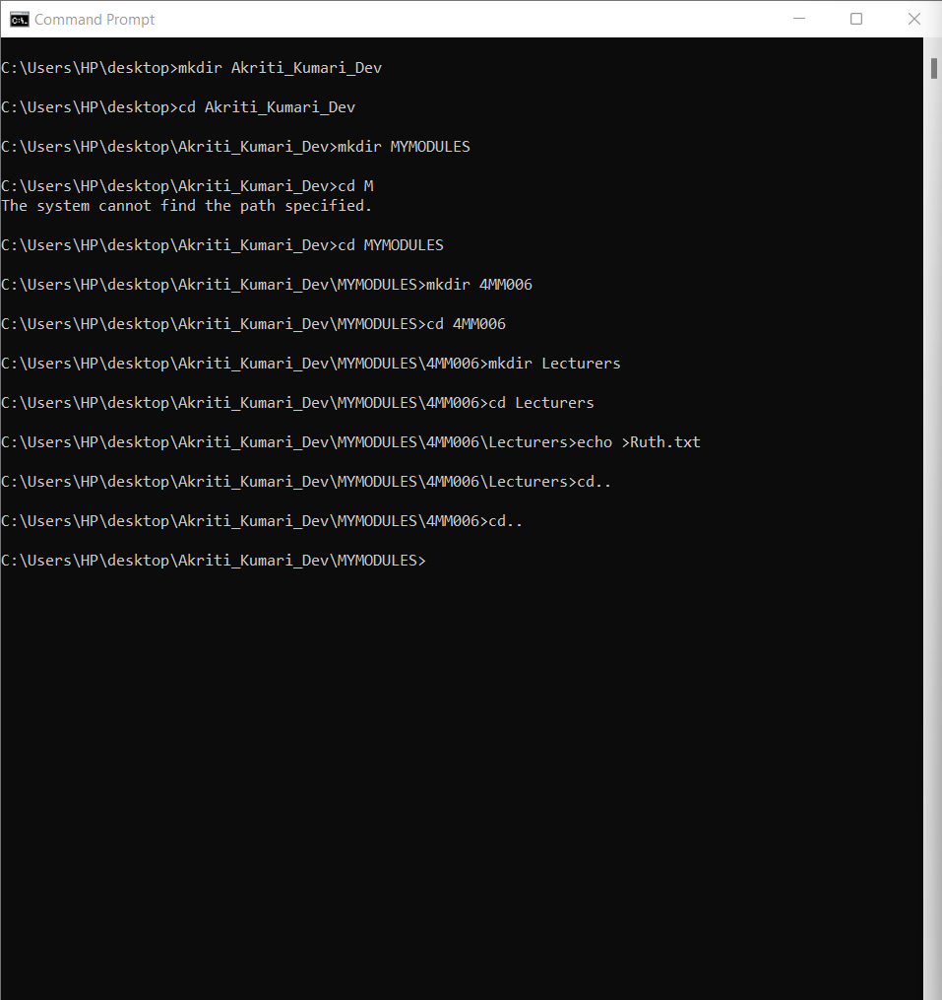 Command Prompt
C:\Users\HP\desktop>mkdir Akriti_Kumari_Dev
C:\Users\HP\desktop>cd Akriti_Kumari_Dev
C:\Users\HP\desktop\Akriti_Kumari_Dev>mkdir MYMODULES
C:\Users\HP\desktop\Akriti_Kumari_Dev>cd M
The system cannot find the path specified.
C:\Users\HP\desktop\Akriti_Kumari_Dev>cd MYMODULES
C:\Users\HP\desktop\Akriti_Kumari_Dev\MYMODULES>mkdir 4MM006
C:\Users\HP\desktop\Akriti_Kumari_Dev\MYMODULES>cd 4MM006
C:\Users\HP\desktop\Akriti_Kumari_Dev\MYMODULES\4MM006>mkdir Lecturers
C:\Users\HP\desktop\Akriti_Kumari_Dev\MYMODULES\4MM006>cd Lecturers
C:\Users\HP\desktop\Akriti_Kumari_Dev\MYMODULES\4MM006\Lecturers>echo >Ruth.txt
C:\Users\HP\desktop\Akriti_Kumari_Dev\MYMODULES\4MM006\Lecturers>cd..
C:\Users\HP\desktop\Akriti_Kumari_Dev\MYMODULES\4MM006>cd..
C:\Users\HP\desktop\Akriti_Kumari_Dev\MYMODULES>